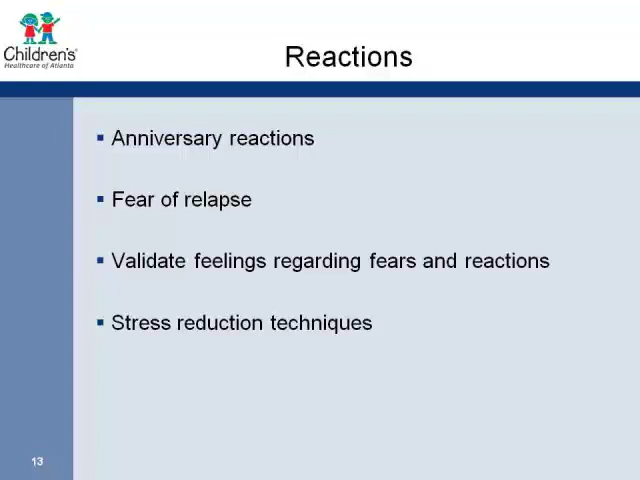 Children's
Healthcare of Atlanta
Reactions
Anniversary reactions
Fear of relapse
Validate feelings regarding fears and reactions
Stress reduction techniques
13